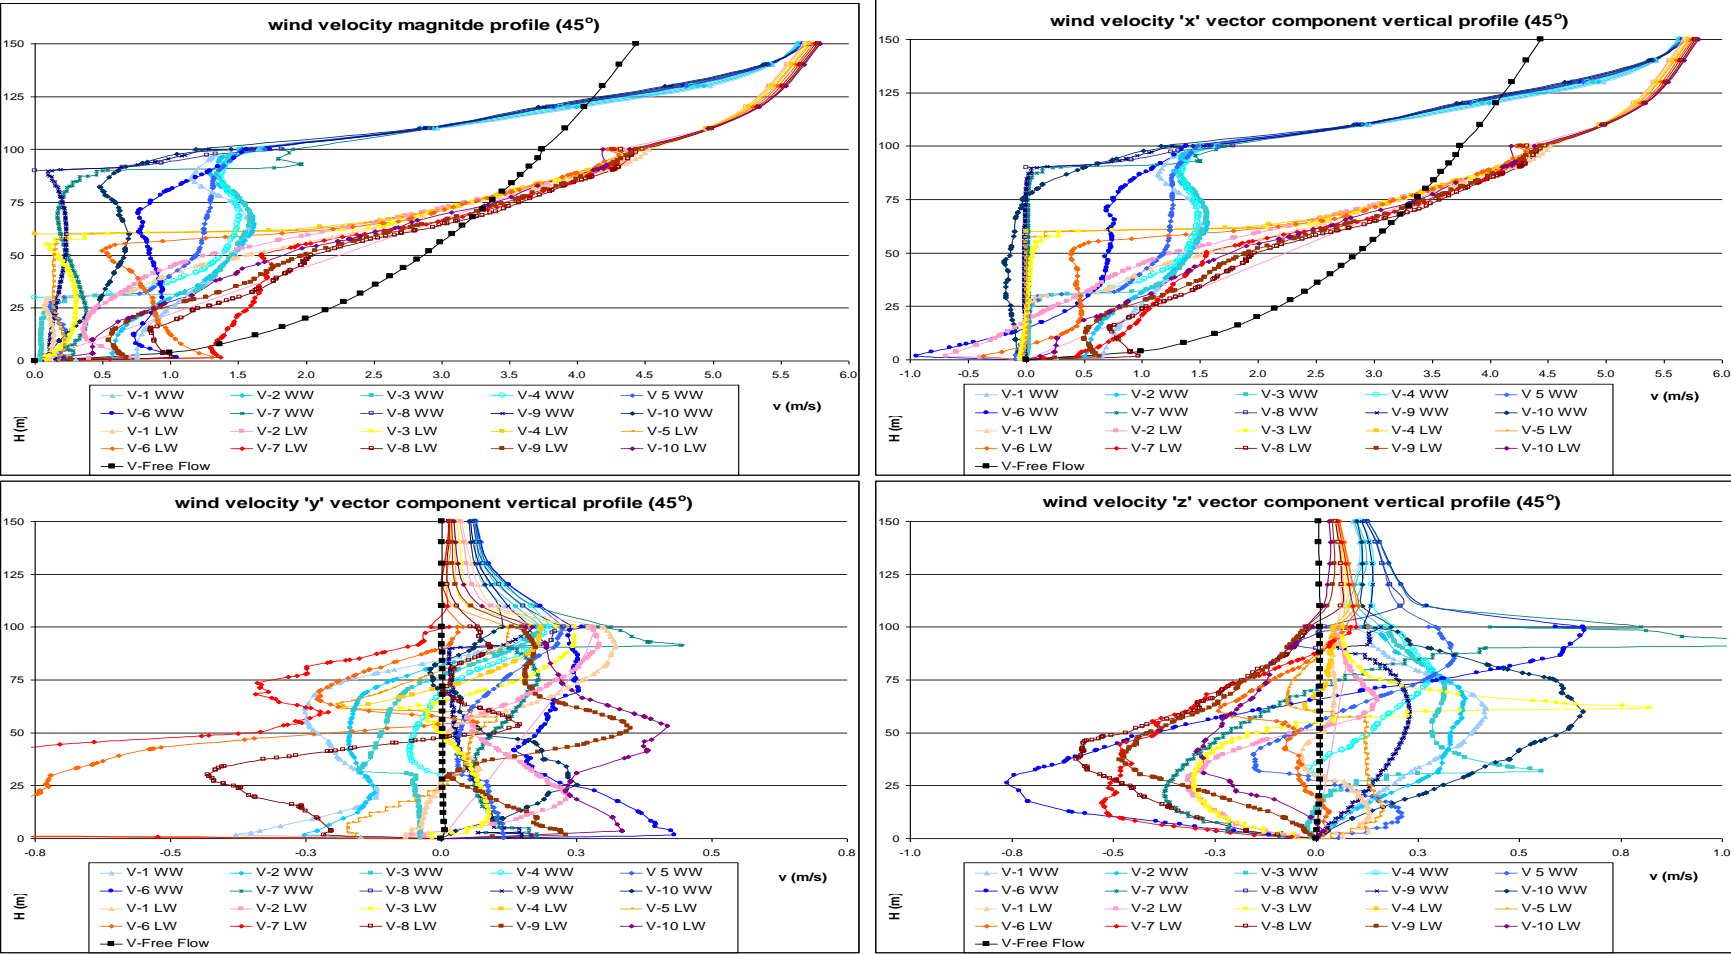 wind velocity magnitde profile (45°)
150
125
100
75
50
25
0
0.0 0.5 1.0 1.5 2.0 2.5 3.0 3.5 4.0 4.5 5.0 5.5 6.0
H (m)
v (m/s)
V-1 WW V-2 WW V-3 WW V-4 WW V 5 WW
V-6 WW V-7 WW V-8 WW V-9 WW V-10 WW
V-1 LW V-2 LW V-3 LW V-4 LW V-5 LW
V-6 LW V-7 LW V-8 LW V-9 LW V-10 LW
V-Free Flow
wind velocity 'x' vector component vertical profile (45°)
150
125
100
75
50
25
0
-1.0 -0.5 0.0 0.5 1.0 1.5 2.0 2.5 3.0 3.5 4.0 4.5 5.0 5.5 6.0
H (m)
v (m/s)
V-1 WW V-2 WW V-3 WW V-4 WW V 5 WW
V-6 WW V-7 WW V-8 WW V-9 WW V-10 WW
V-1 LW V-2 LW V-3 LW V-4 LW V-5 LW
V-6 LW V-7 LW V-8 LW V-9 LW V-10 LW
V-Free Flow
wind velocity 'y' vector component vertical profile (45°)
150
125
100
75
50
25
0
-0.8 -0.5 -0.3 0.0 0.3 0.5 0.8
H (m)
v (m/s)
V-1 WW V-2 WW V-3 WW V-4 WW V 5 WW
V-6 WW V-7 WW V-8 WW V-9 WW V-10 WW
V-1 LW V-2 LW V-3 LW V-4 LW V-5 LW
V-6 LW V-7 LW V-8 LW V-9 LW V-10 LW
V-Free Flow
wind velocity 'z' vector component vertical profile (45°)
150
125
100
75
50
25
0
-1.0 -0.8 -0.5 -0.3 0.0 0.3 0.5 0.8 1.0
H (m)
v (m/s)
V-1 WW V-2 WW V-3 WW V-4 WW V 5 WW
V-6 WW V-7 WW V-8 WW V-9 WW V-10 WW
V-1 LW V-2 LW V-3 LW V-4 LW V-5 LW
V-6 LW V-7 LW V-8 LW V-9 LW V-10 LW
V-Free Flow